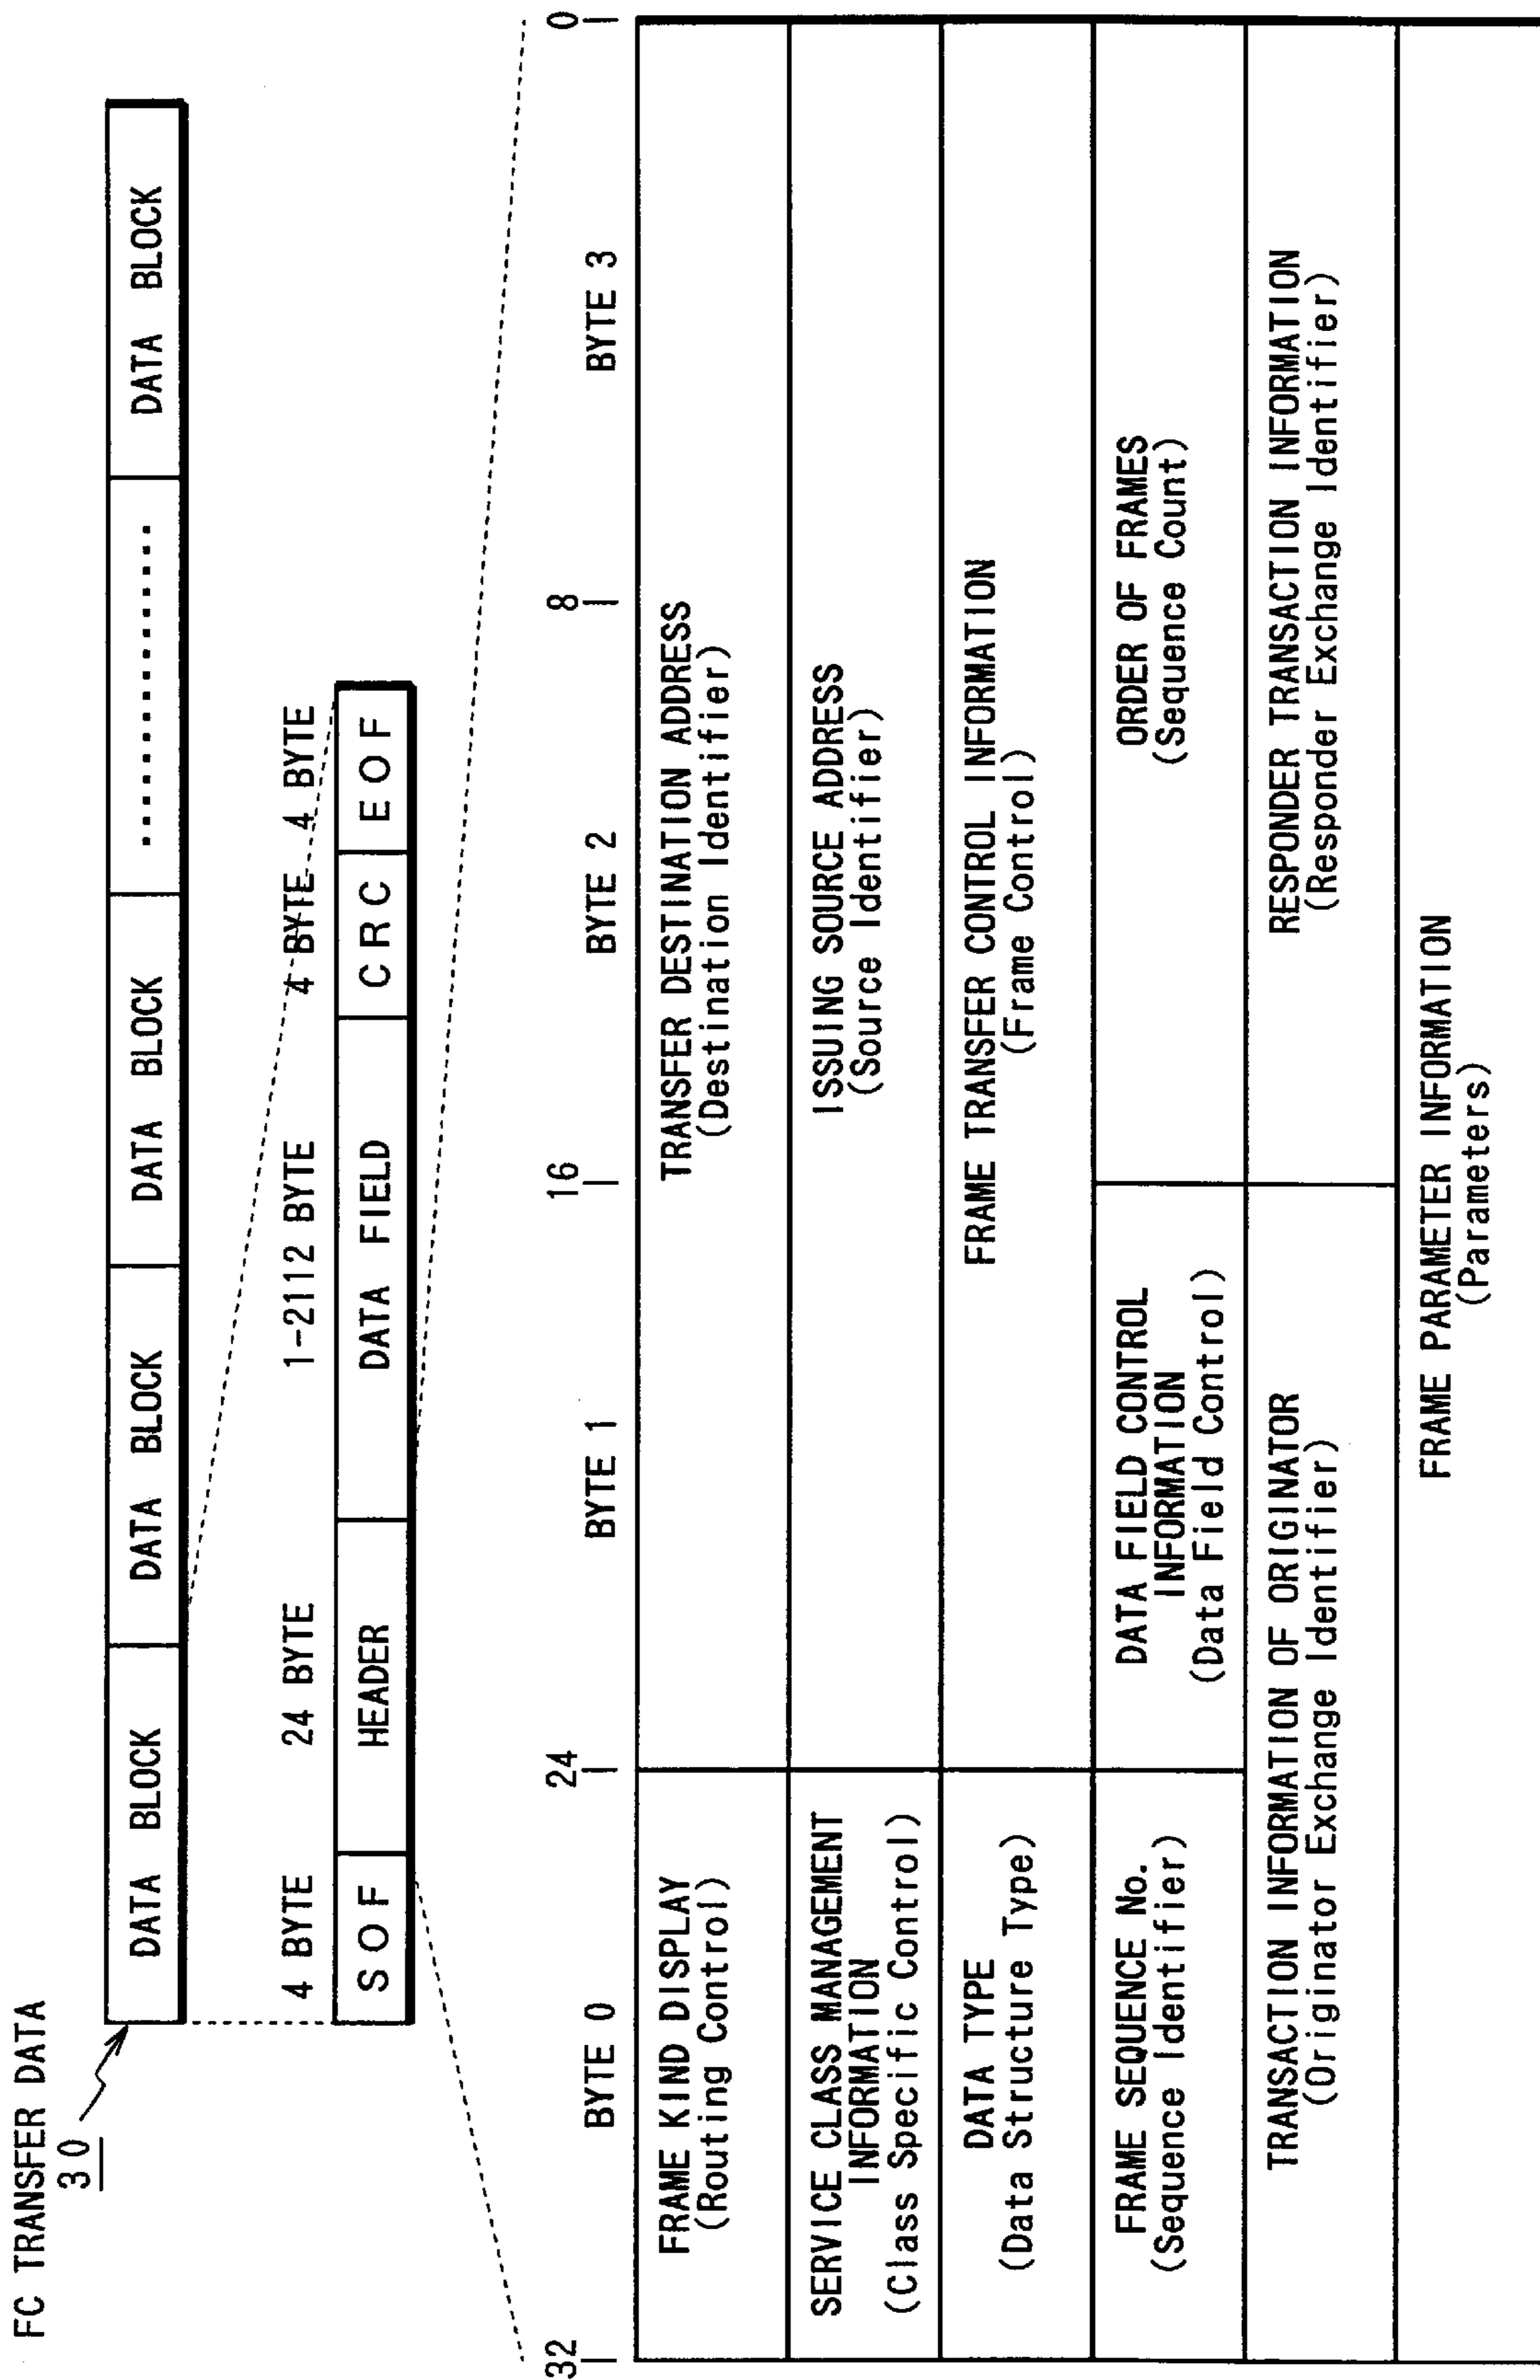 FC TRANSFER DATA
30
DATA BLOCK
DATA BLOCK
DATA BLOCK
..............
DATA BLOCK
4 BYTE
24 BYTE
1-2112 BYTE
4 BYTE
4 BYTE
SOF
HEADER
DATA FIELD
CRC
EOF
32
24
16
8
0
BYTE 0
BYTE 1
BYTE 2
BYTE 3
FRAME KIND DISPLAY
(Routing Control)
TRANSFER DESTINATION ADDRESS
(Destination Identifier)
SERVICE CLASS MANAGEMENT
INFORMATION
(Class Specific Control)
ISSUING SOURCE ADDRESS
(Source Identifier)
DATA TYPE
(Data Structure Type)
FRAME TRANSFER CONTROL INFORMATION
(Frame Control)
FRAME SEQUENCE No.
(Sequence Identifier)
DATA FIELD CONTROL
INFORMATION
(Data Field Control)
ORDER OF FRAMES
(Sequence Count)
TRANSACTION INFORMATION OF ORIGINATOR
(Originator Exchange Identifier)
RESPONDER TRANSACTION INFORMATION
(Responder Exchange Identifier)
FRAME PARAMETER INFORMATION
(Parameters)